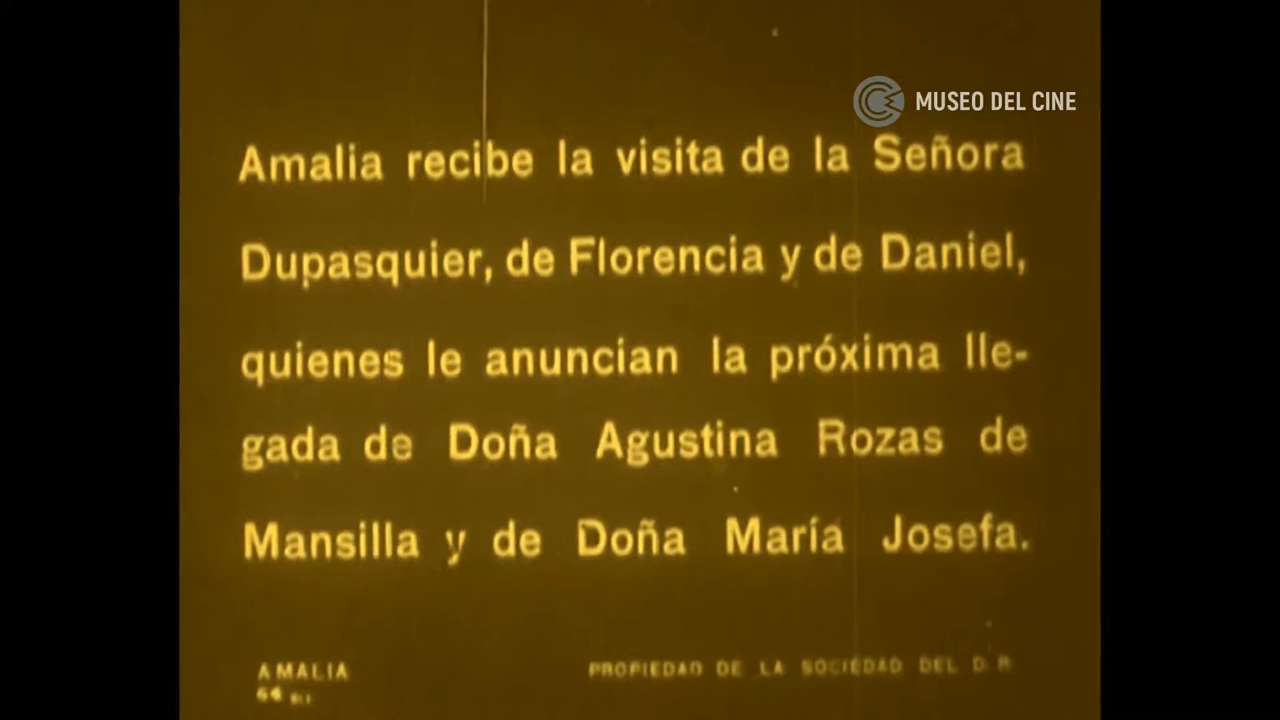 MUSEO DEL CINE
Amalia recibe la visita de la Señora
Dupasquier, de Florencia y de Daniel,
quienes le anuncian la próxima lle-
gada de Doña Agustina Rozas de
Mansilla y de Doña María Josefa.
AMALIA
PROPIEDAD DE LA SOCIEDAD DEL D. P.